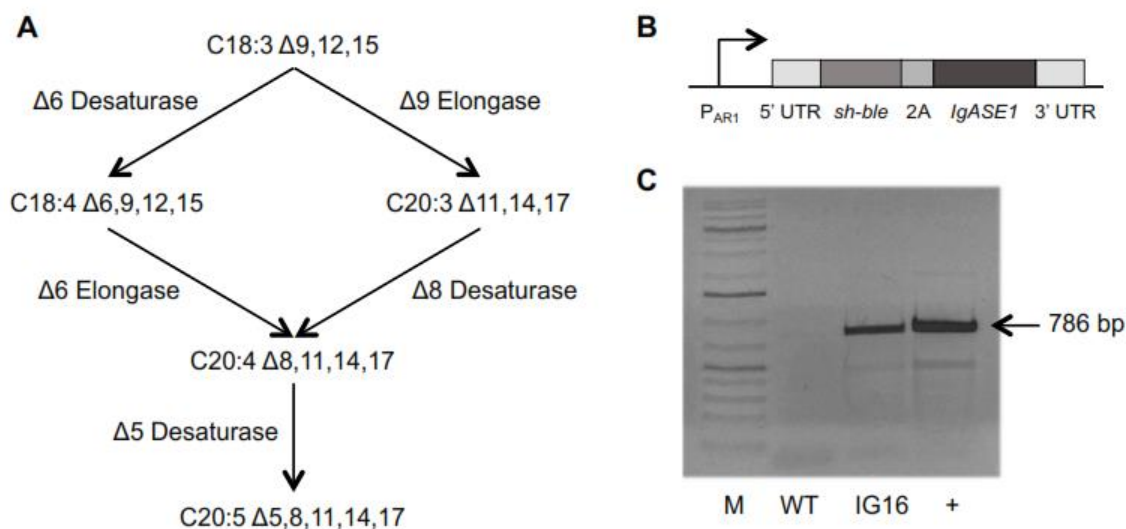 A
C18:3 Δ9,12,15
Δ6 Desaturase
Δ9 Elongase
C18:4 Δ6,9,12,15
C20:3 Δ11,14,17
Δ6 Elongase
Δ8 Desaturase
C20:4 Δ8,11,14,17
Δ5 Desaturase
C20:5 Δ5,8,11,14,17
B
PAR1 5' UTR sh-ble 2A IgASE1 3' UTR
C
786 bp
M WT IG16 +